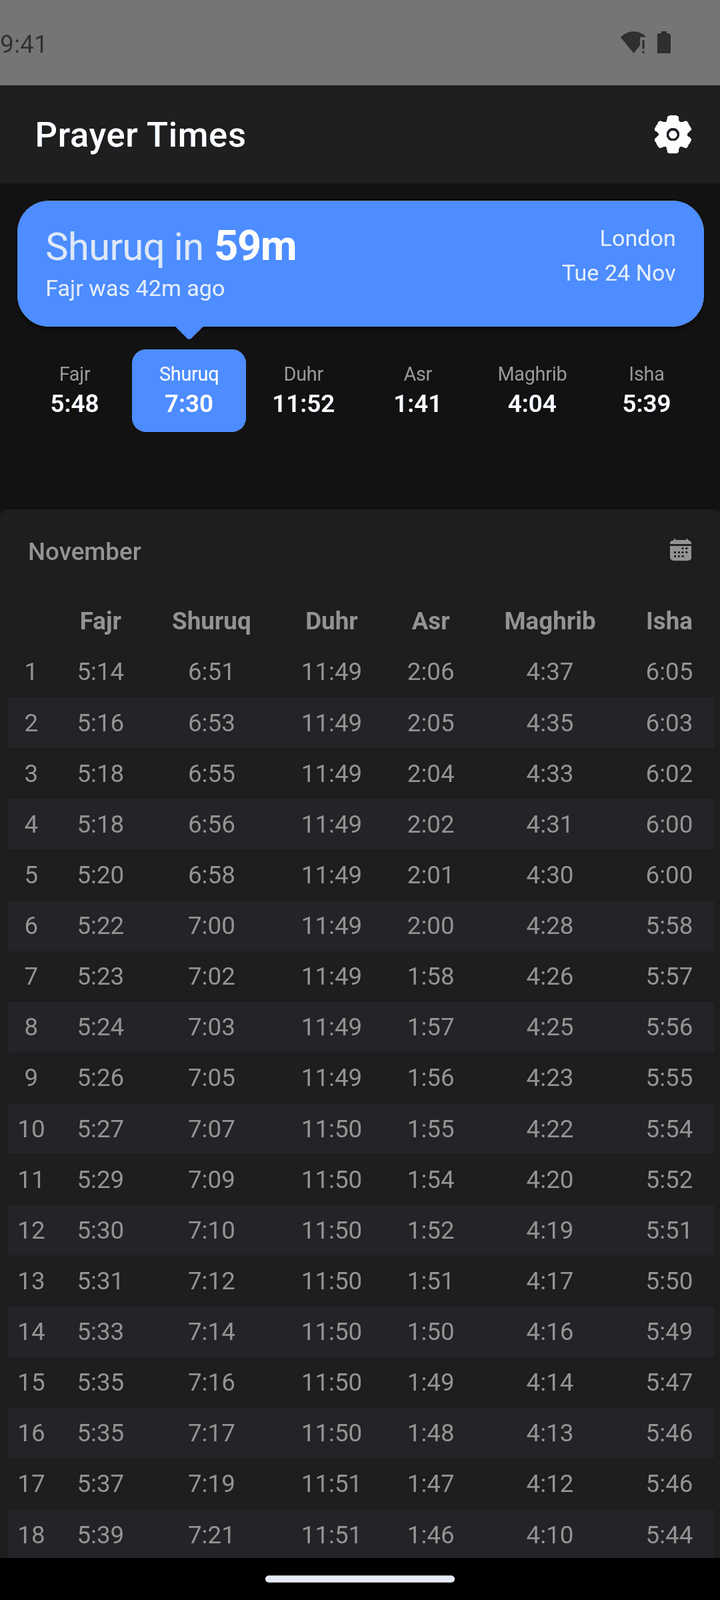 9:41
Prayer Times
Shuruq in 59m
Fajr was 42m ago
London
Tue 24 Nov
Fajr Shuruq Duhr Asr Maghrib Isha
5:48 7:30 11:52 1:41 4:04 5:39
November
Fajr Shuruq Duhr Asr Maghrib Isha
1 5:14 6:51 11:49 2:06 4:37 6:05
2 5:16 6:53 11:49 2:05 4:35 6:03
3 5:18 6:55 11:49 2:04 4:33 6:02
4 5:18 6:56 11:49 2:02 4:31 6:00
5 5:20 6:58 11:49 2:01 4:30 6:00
6 5:22 7:00 11:49 2:00 4:28 5:58
7 5:23 7:02 11:49 1:58 4:26 5:57
8 5:24 7:03 11:49 1:57 4:25 5:56
9 5:26 7:05 11:49 1:56 4:23 5:55
10 5:27 7:07 11:50 1:55 4:22 5:54
11 5:29 7:09 11:50 1:54 4:20 5:52
12 5:30 7:10 11:50 1:52 4:19 5:51
13 5:31 7:12 11:50 1:51 4:17 5:50
14 5:33 7:14 11:50 1:50 4:16 5:49
15 5:35 7:16 11:50 1:49 4:14 5:47
16 5:35 7:17 11:50 1:48 4:13 5:46
17 5:37 7:19 11:51 1:47 4:12 5:46
18 5:39 7:21 11:51 1:46 4:10 5:44